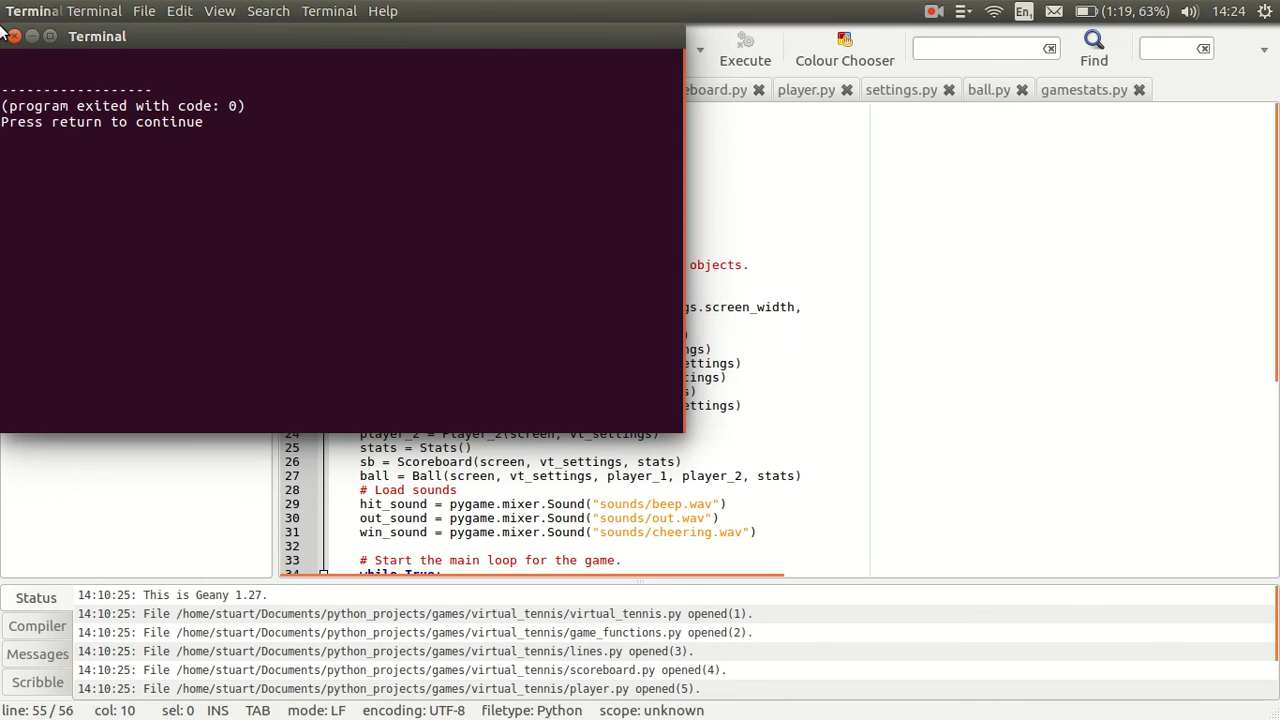 Terminal Terminal File Edit View Search Terminal Help En1 (1:19, 63%) 14:24
Terminal
Execute Colour Chooser Find
------------------
(program exited with code: 0)
Press return to continue
eboard.py player.py settings.py ball.py gamestats.py
objects.
gs.screen_width,
)
ngs)
ettings)
tings)
s)
ettings)
24 player_2 = Player_2(screen, vt_settings)
25 stats = Stats()
26 sb = Scoreboard(screen, vt_settings, stats)
27 ball = Ball(screen, vt_settings, player_1, player_2, stats)
28 # Load sounds
29 hit_sound = pygame.mixer.Sound("sounds/beep.wav")
30 out_sound = pygame.mixer.Sound("sounds/out.wav")
31 win_sound = pygame.mixer.Sound("sounds/cheering.wav")
32
33 # Start the main loop for the game.
34 while True:
Status
Compiler
Messages
Scribble
14:10:25: This is Geany 1.27.
14:10:25: File /home/stuart/Documents/python_projects/games/virtual_tennis/virtual_tennis.py opened(1).
14:10:25: File /home/stuart/Documents/python_projects/games/virtual_tennis/game_functions.py opened(2).
14:10:25: File /home/stuart/Documents/python_projects/games/virtual_tennis/lines.py opened(3).
14:10:25: File /home/stuart/Documents/python_projects/games/virtual_tennis/scoreboard.py opened(4).
14:10:25: File /home/stuart/Documents/python_projects/games/virtual_tennis/player.py opened(5).
line: 55 / 56 col: 10 sel: 0 INS TAB mode: LF encoding: UTF-8 filetype: Python scope: unknown